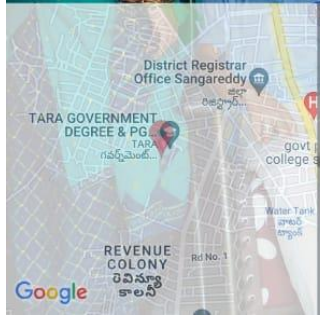 District Registrar
Office Sangareddy
జిల్లా
రిజిస్ట్రార్...
TARA GOVERNMENT
DEGREE & PG...
TARA
గవర్నమెంట్...
govt
college
Water Tank
వాటర్
ట్యాంక్
REVENUE
COLONY
రెవిన్యూ
కాలనీ
Rd No. 1
Google